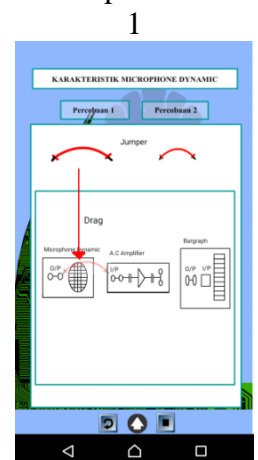 1
KARAKTERISTIK MICROPHONE DYNAMIC
Percobaan 1
Percobaan 2
Jumper
Drag
Microphone Dynamic
A.C Amplifier
Bargraph
O/P
I/P
O/P
I/P